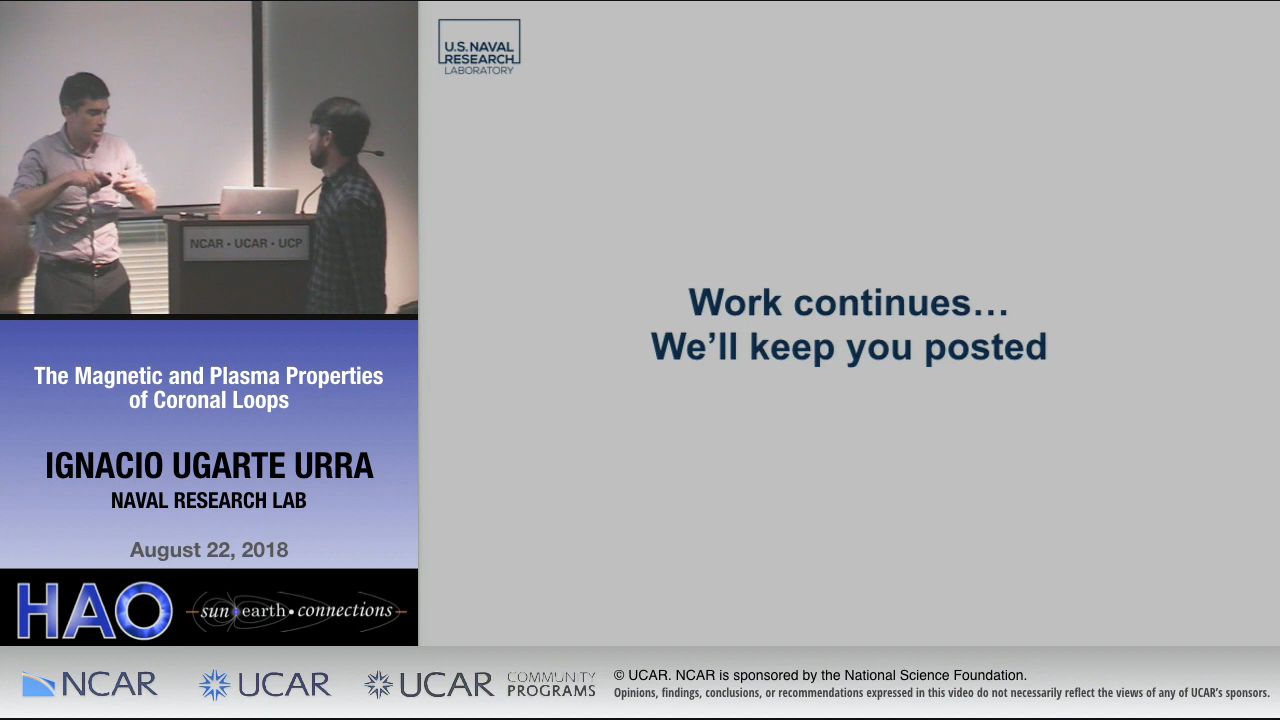 U.S. NAVAL
RESEARCH
LABORATORY
NCAR • UCAR • UCP
Work continues…
We’ll keep you posted
The Magnetic and Plasma Properties
of Coronal Loops
IGNACIO UGARTE URRA
NAVAL RESEARCH LAB
August 22, 2018
HAO
sun•earth•connections
NCAR
UCAR
UCAR
COMMUNITY
PROGRAMS
© UCAR. NCAR is sponsored by the National Science Foundation.
Opinions, findings, conclusions, or recommendations expressed in this video do not necessarily reflect the views of any of UCAR’s sponsors.